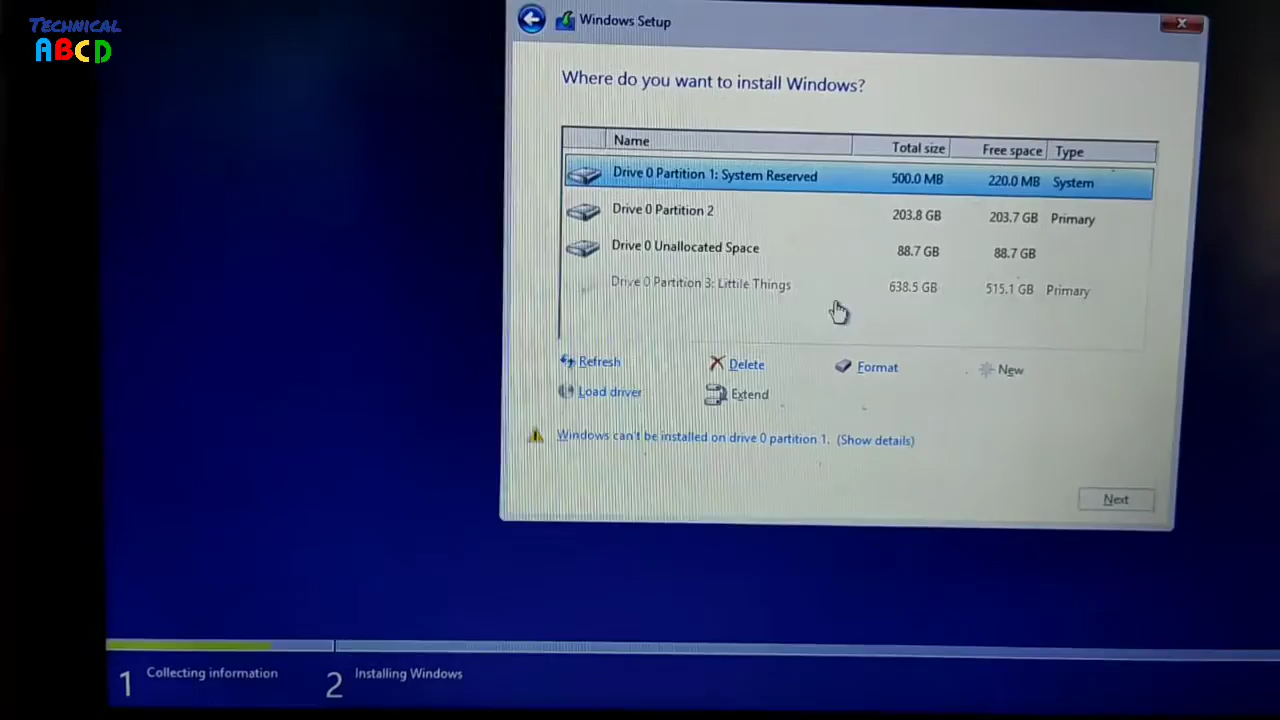 TECHNICAL
ABCD
Windows Setup
Where do you want to install Windows?
Name Total size Free space Type
Drive 0 Partition 1: System Reserved 500.0 MB 220.0 MB System
Drive 0 Partition 2 203.8 GB 203.7 GB Primary
Drive 0 Unallocated Space 88.7 GB 88.7 GB
Drive 0 Partition 3: Littile Things 638.5 GB 515.1 GB Primary
Refresh Delete Format New
Load driver Extend
Windows can't be installed on drive 0 partition 1. (Show details)
Next
1 Collecting information 2 Installing Windows